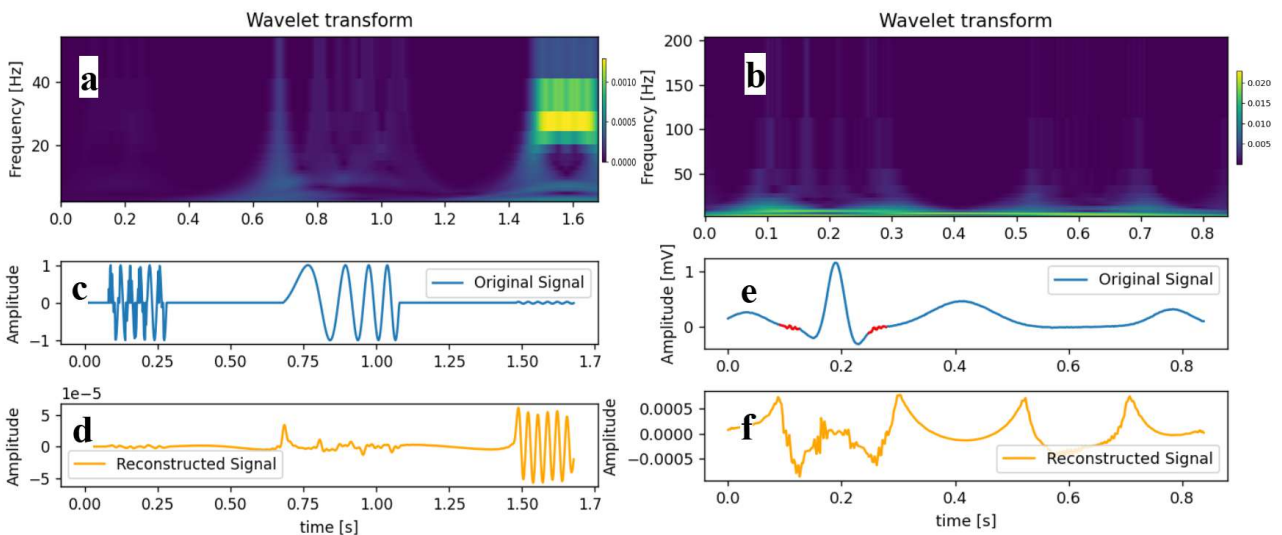 Wavelet transform
a
Frequency [Hz]
40
20
0.0010
0.0005
0.0000
0.0 0.2 0.4 0.6 0.8 1.0 1.2 1.4 1.6
Wavelet transform
b
Frequency [Hz]
200
150
100
50
0.020
0.015
0.010
0.005
0.0 0.1 0.2 0.3 0.4 0.5 0.6 0.7 0.8
c
Amplitude
1
0
−1
Original Signal
0.00 0.25 0.50 0.75 1.00 1.25 1.50 1.7
e
Amplitude [mV]
1
0
Original Signal
0.0 0.2 0.4 0.6 0.8
1e−5
d
Amplitude
5
0
−5
Reconstructed Signal
0.00 0.25 0.50 0.75 1.00 1.25 1.50 1.7
time [s]
f
Amplitude
0.0005
0.0000
−0.0005
Reconstructed Signal
0.0 0.2 0.4 0.6 0.8
time [s]